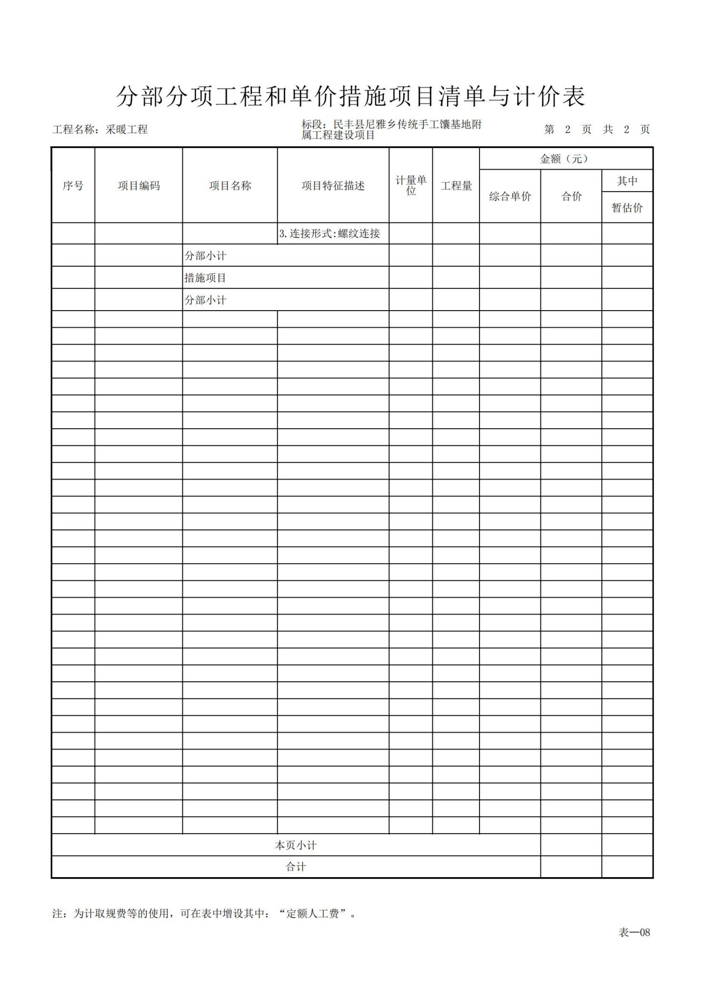 分部分项工程和单价措施项目清单与计价表
工程名称：采暖工程
标段：民丰县尼雅乡传统手工馕基地附
属工程建设项目
第 2 页 共 2 页
序号
项目编码
项目名称
项目特征描述
计量单
位
工程量
金额（元）
综合单价
合价
其中
暂估价
3.连接形式:螺纹连接
分部小计
措施项目
分部小计
本页小计
合计
注：为计取规费等的使用，可在表中增设其中：“定额人工费”。
表—08